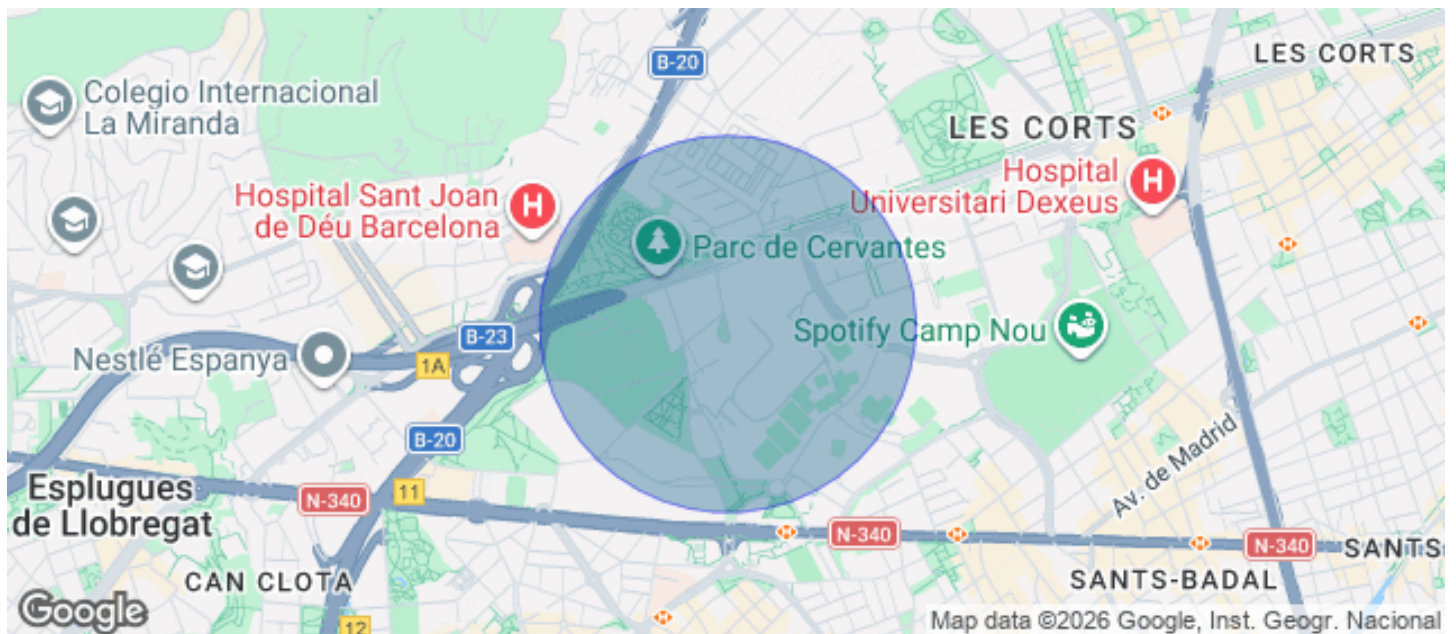 B-20
LES CORTS
Colegio Internacional
La Miranda
LES CORTS
Hospital Sant Joan
de Déu Barcelona
H
Hospital
Universitari Dexeus
H
Parc de Cervantes
Spotify Camp Nou
B-23
Nestlé Espanya
1A
B-20
Av. de Madrid
Esplugues
de Llobregat
N-340
11
N-340
N-340
SANTS
CAN CLOTA
SANTS-BADAL
Google
12
Map data ©2026 Google, Inst. Geogr. Nacional